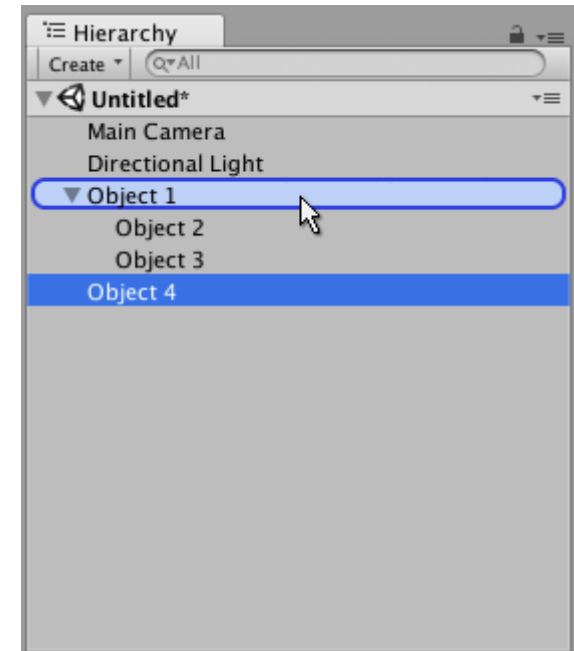 Hierarchy
Create All
Untitled*
Main Camera
Directional Light
Object 1
Object 2
Object 3
Object 4